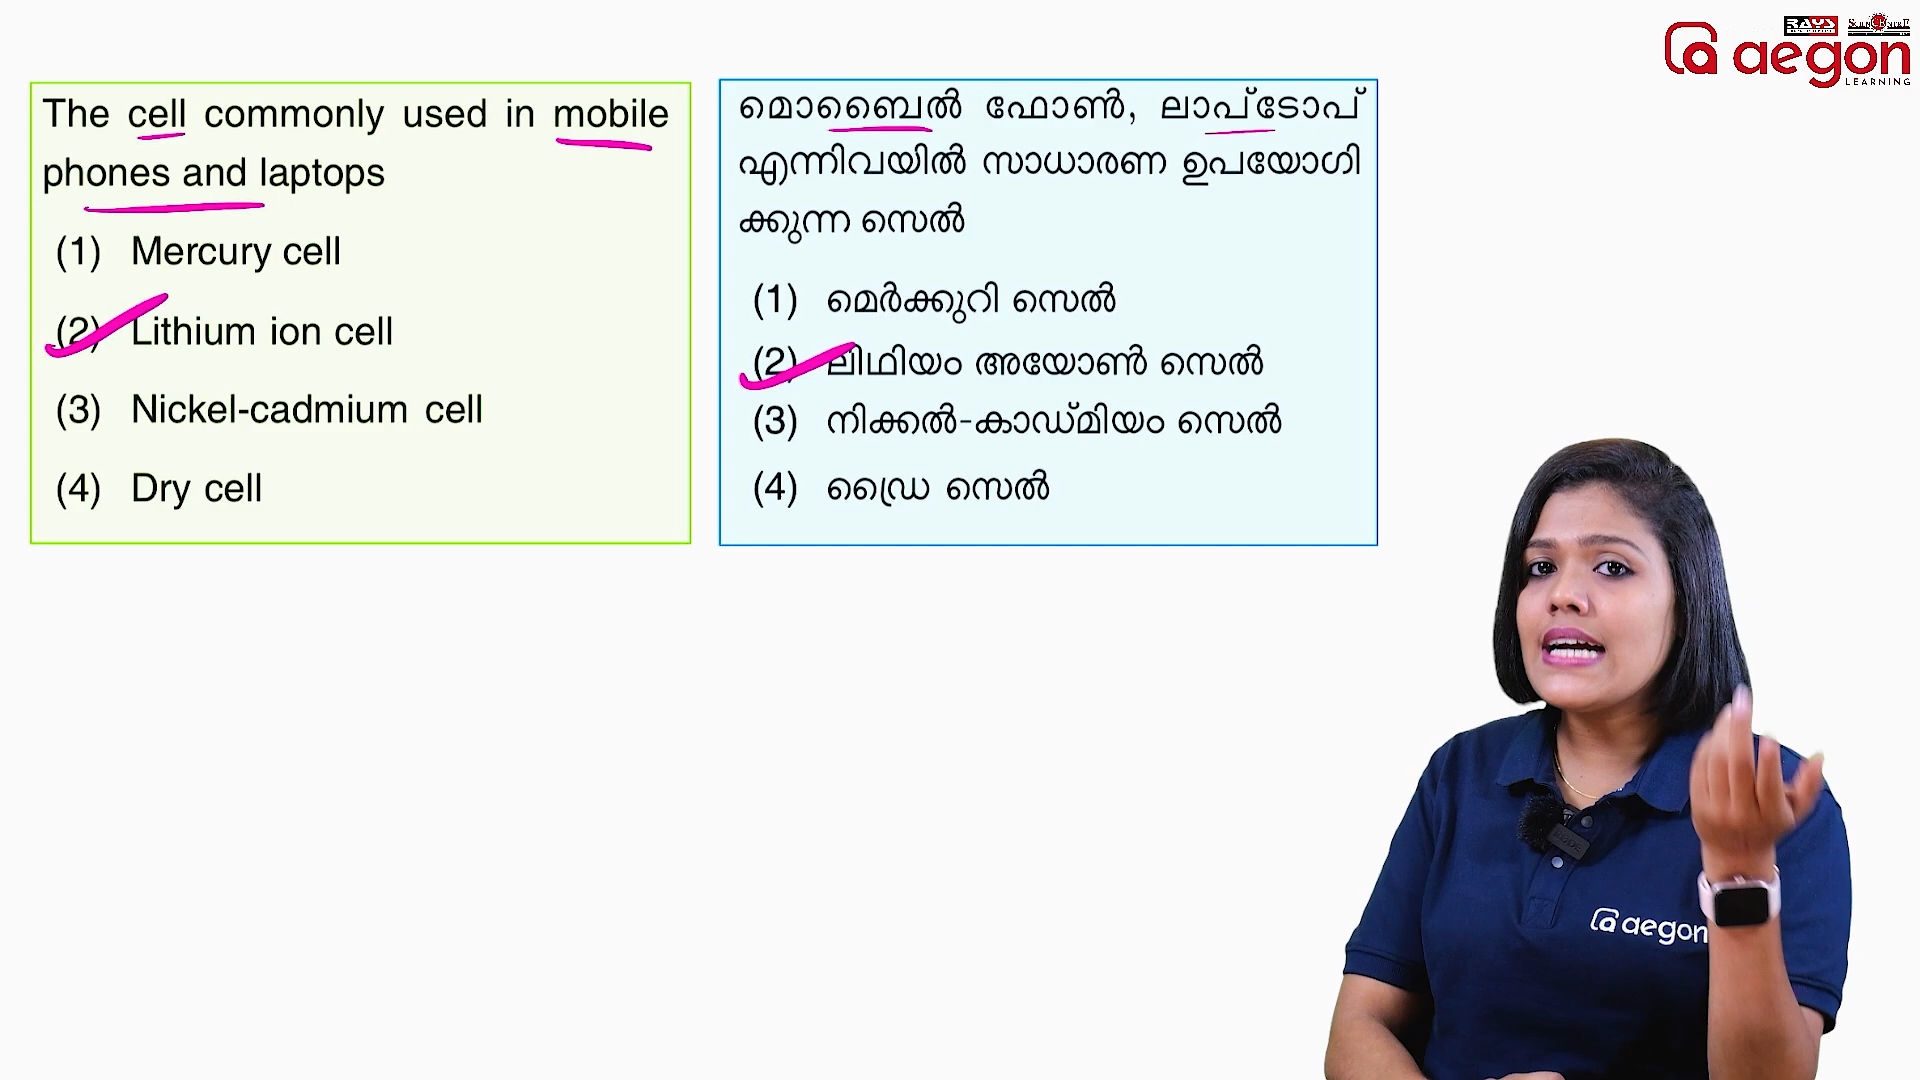 RAYS
aegon
LEARNING
The cell commonly used in mobile
phones and laptops
(1) Mercury cell
(2) Lithium ion cell
(3) Nickel-cadmium cell
(4) Dry cell
മൊബൈൽ ഫോൺ, ലാപ്ടോപ്
എന്നിവയിൽ സാധാരണ ഉപയോഗി
ക്കുന്ന സെൽ
(1) മെർക്കുറി സെൽ
(2) ലിഥിയം അയോൺ സെൽ
(3) നിക്കൽ-കാഡ്മിയം സെൽ
(4) ഡ്രൈ സെൽ
aegon